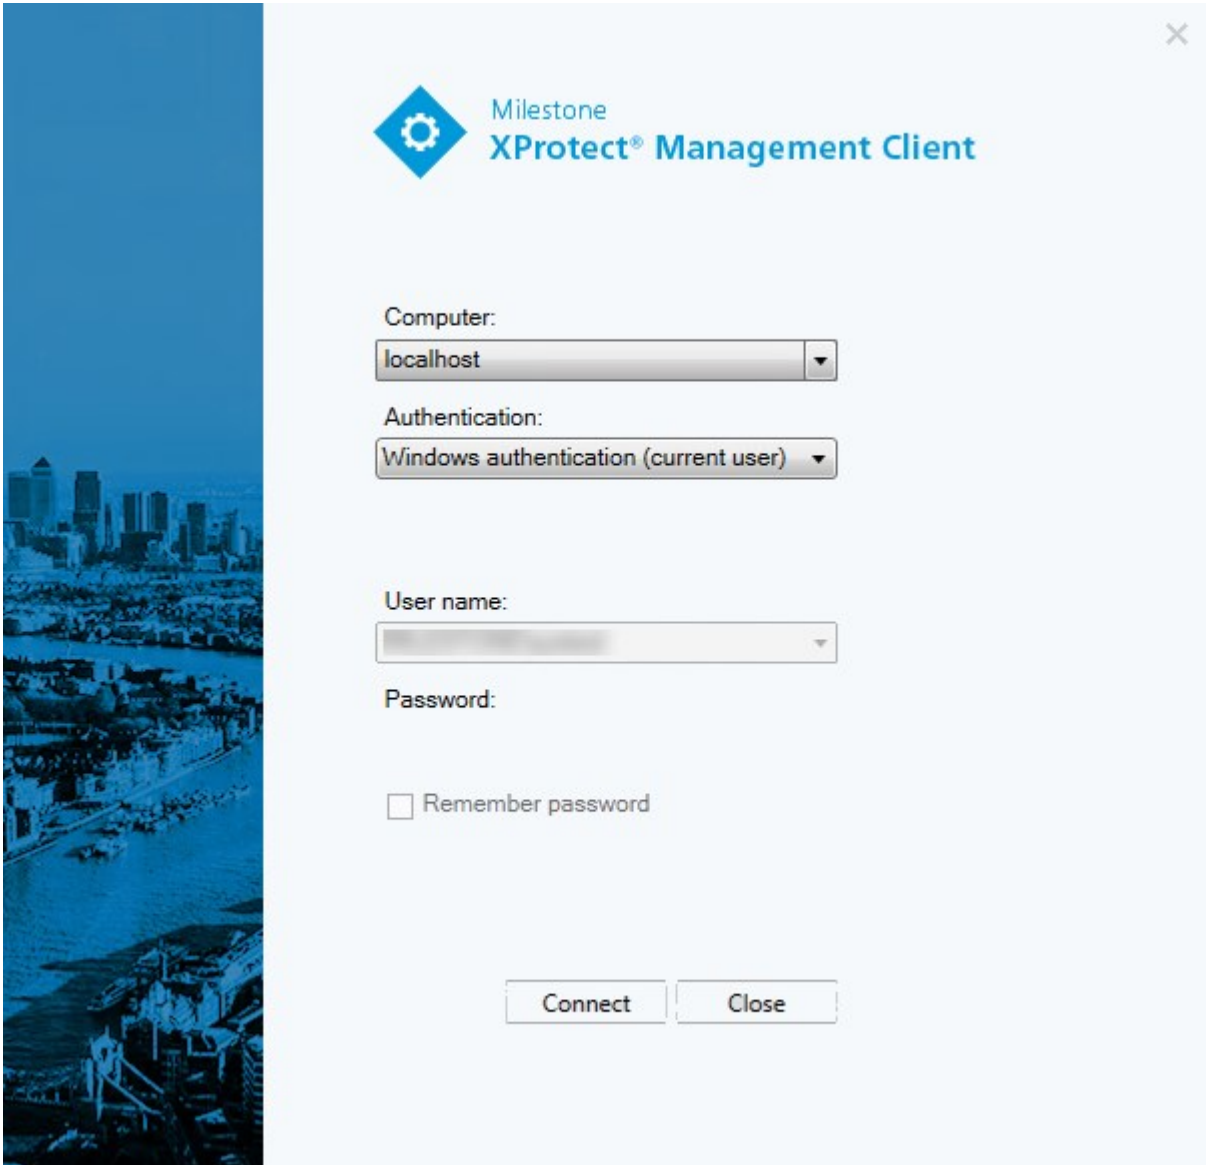 Milestone
XProtect® Management Client
Computer:
localhost
Authentication:
Windows authentication (current user)
User name:
Password:
Remember password
Connect
Close